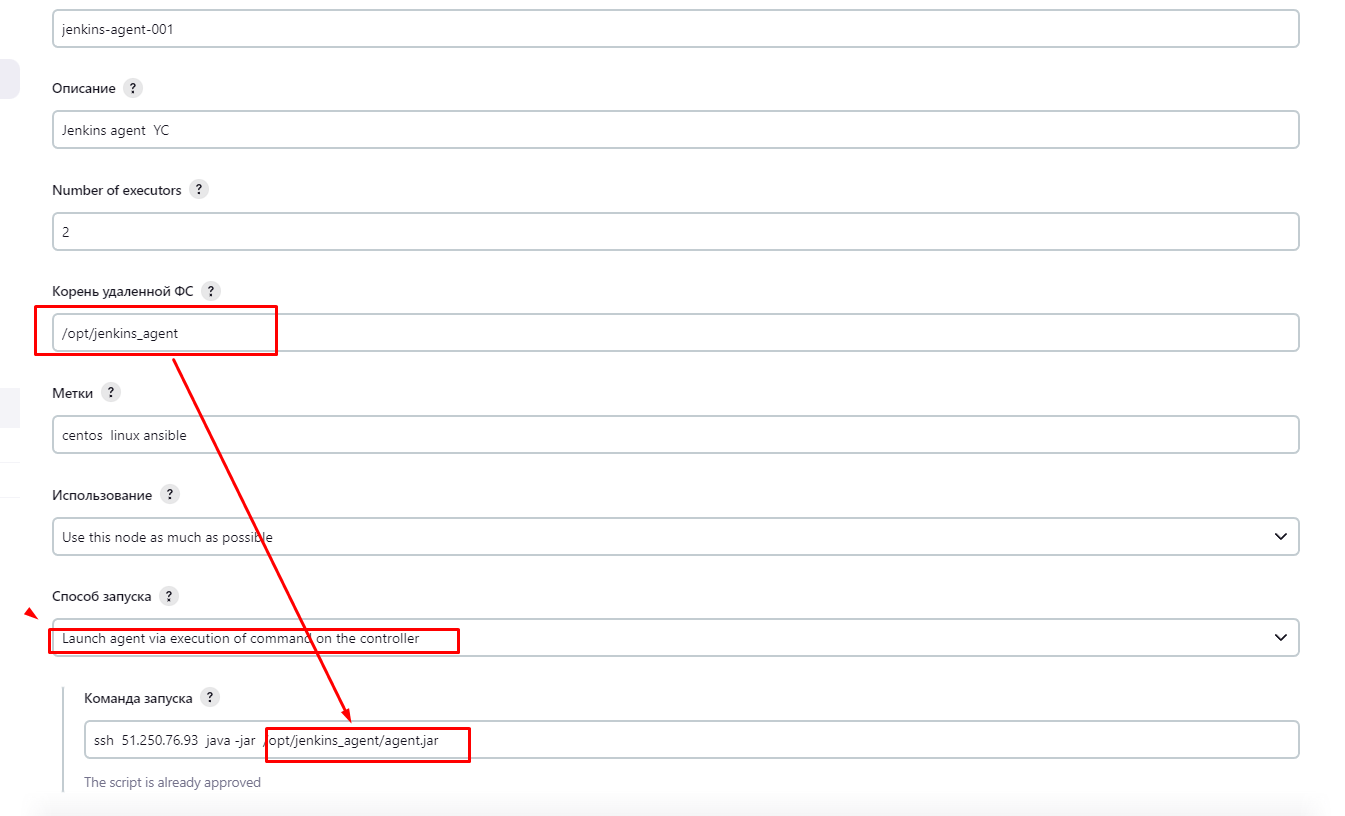 jenkins-agent-001
Описание ?
Jenkins agent  YC
Number of executors ?
2
Корень удаленной ФС ?
/opt/jenkins_agent
Метки ?
centos  linux ansible
Использование ?
Use this node as much as possible
Способ запуска ?
Launch agent via execution of command on the controller
Команда запуска ?
ssh  51.250.76.93  java -jar  /opt/jenkins_agent/agent.jar
The script is already approved